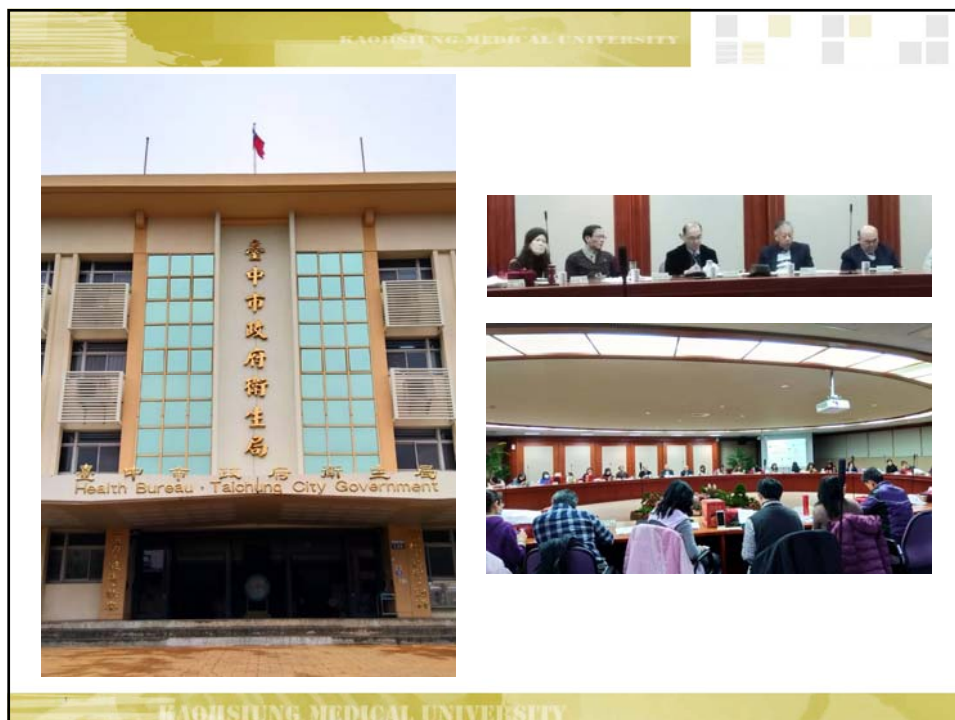 KAOHSIUNG MEDICAL UNIVERSITY
臺中市政府衛生局
臺中市政府衛生局
Health Bureau · Taichung City Government
KAOHSIUNG MEDICAL UNIVERSITY